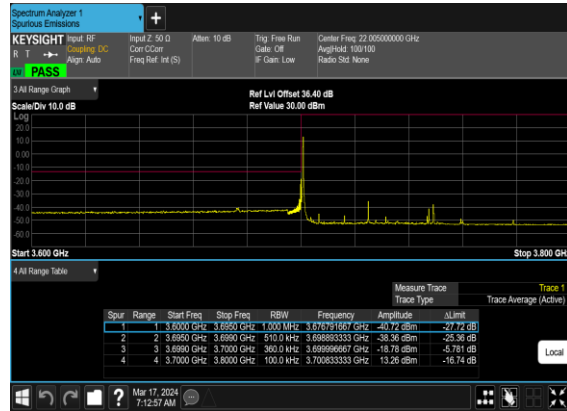 Spectrum Analyzer 1
Spurious Emissions
KEYSIGHT Input: RF Input Z: 50 Ω Atten: 10 dB Trig: Free Run Center Freq: 22.005000000 GHz
R T Coupling: DC Corr CCorr Gate: Off Avg|Hold: 100/100
Align: Auto Freq Ref: Int (S) IF Gain: Low Radio Std: None
PASS
3 All Range Graph
Ref Lvl Offset 36.40 dB
Scale/Div 10.0 dB Ref Value 30.00 dBm
Log
20.0
10.0
0.00
-10.0
-20.0
-30.0
-40.0
-50.0
-60.0
Start 3.600 GHz Stop 3.800 GH
4 All Range Table
Measure Trace Trace 1
Trace Type Trace Average (Active)
Spur Range Start Freq Stop Freq RBW Frequency Amplitude ΔLimit
1 1 3.6000 GHz 3.6950 GHz 1.000 MHz 3.676791667 GHz -40.72 dBm -27.72 dB
2 2 3.6950 GHz 3.6990 GHz 510.0 kHz 3.698893333 GHz -38.36 dBm -25.36 dB
3 3 3.6990 GHz 3.7000 GHz 360.0 kHz 3.699996667 GHz -18.78 dBm -5.781 dB
4 4 3.7000 GHz 3.8000 GHz 100.0 kHz 3.700833333 GHz 13.26 dBm -16.74 dB
Local
? Mar 17, 2024
7:12:57 AM